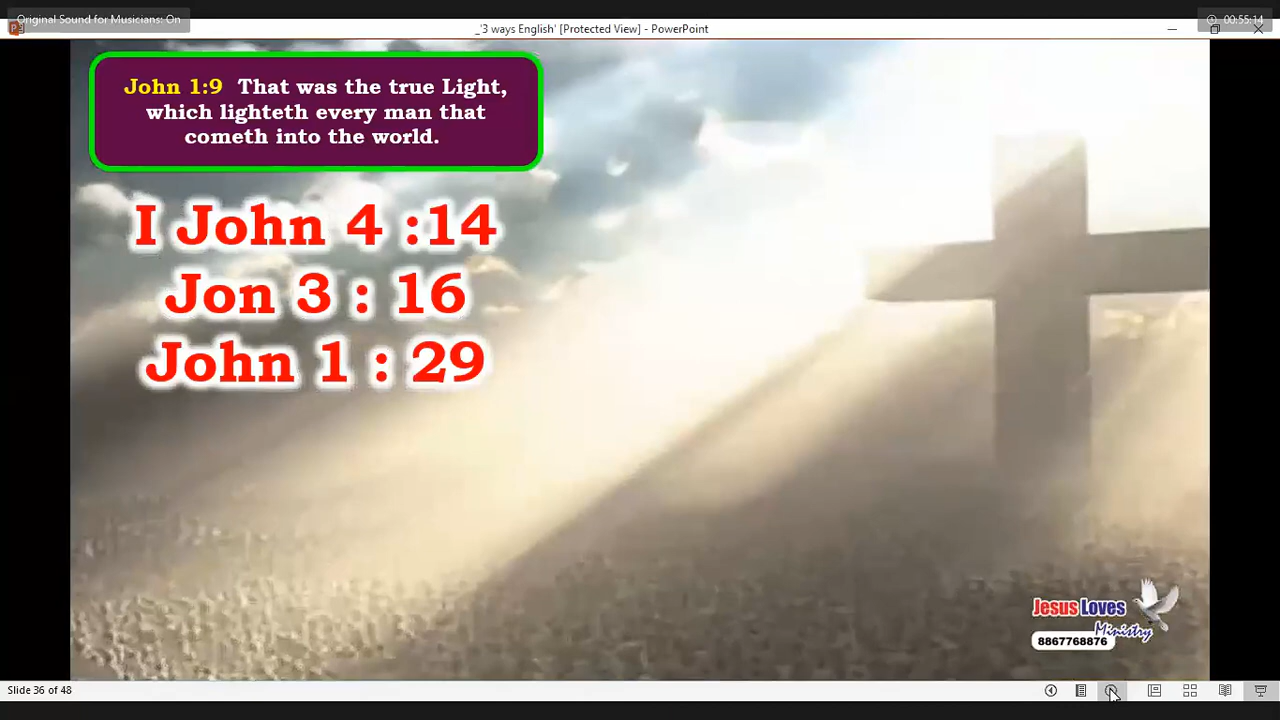 Original Sound for Musicians: On
00:55:14
_'3 ways English' [Protected View] - PowerPoint
John 1:9 That was the true Light,
which lighteth every man that
cometh into the world.
I John 4 :14
Jon 3 : 16
John 1 : 29
Jesus Loves
Ministry
8867768876
Slide 36 of 48